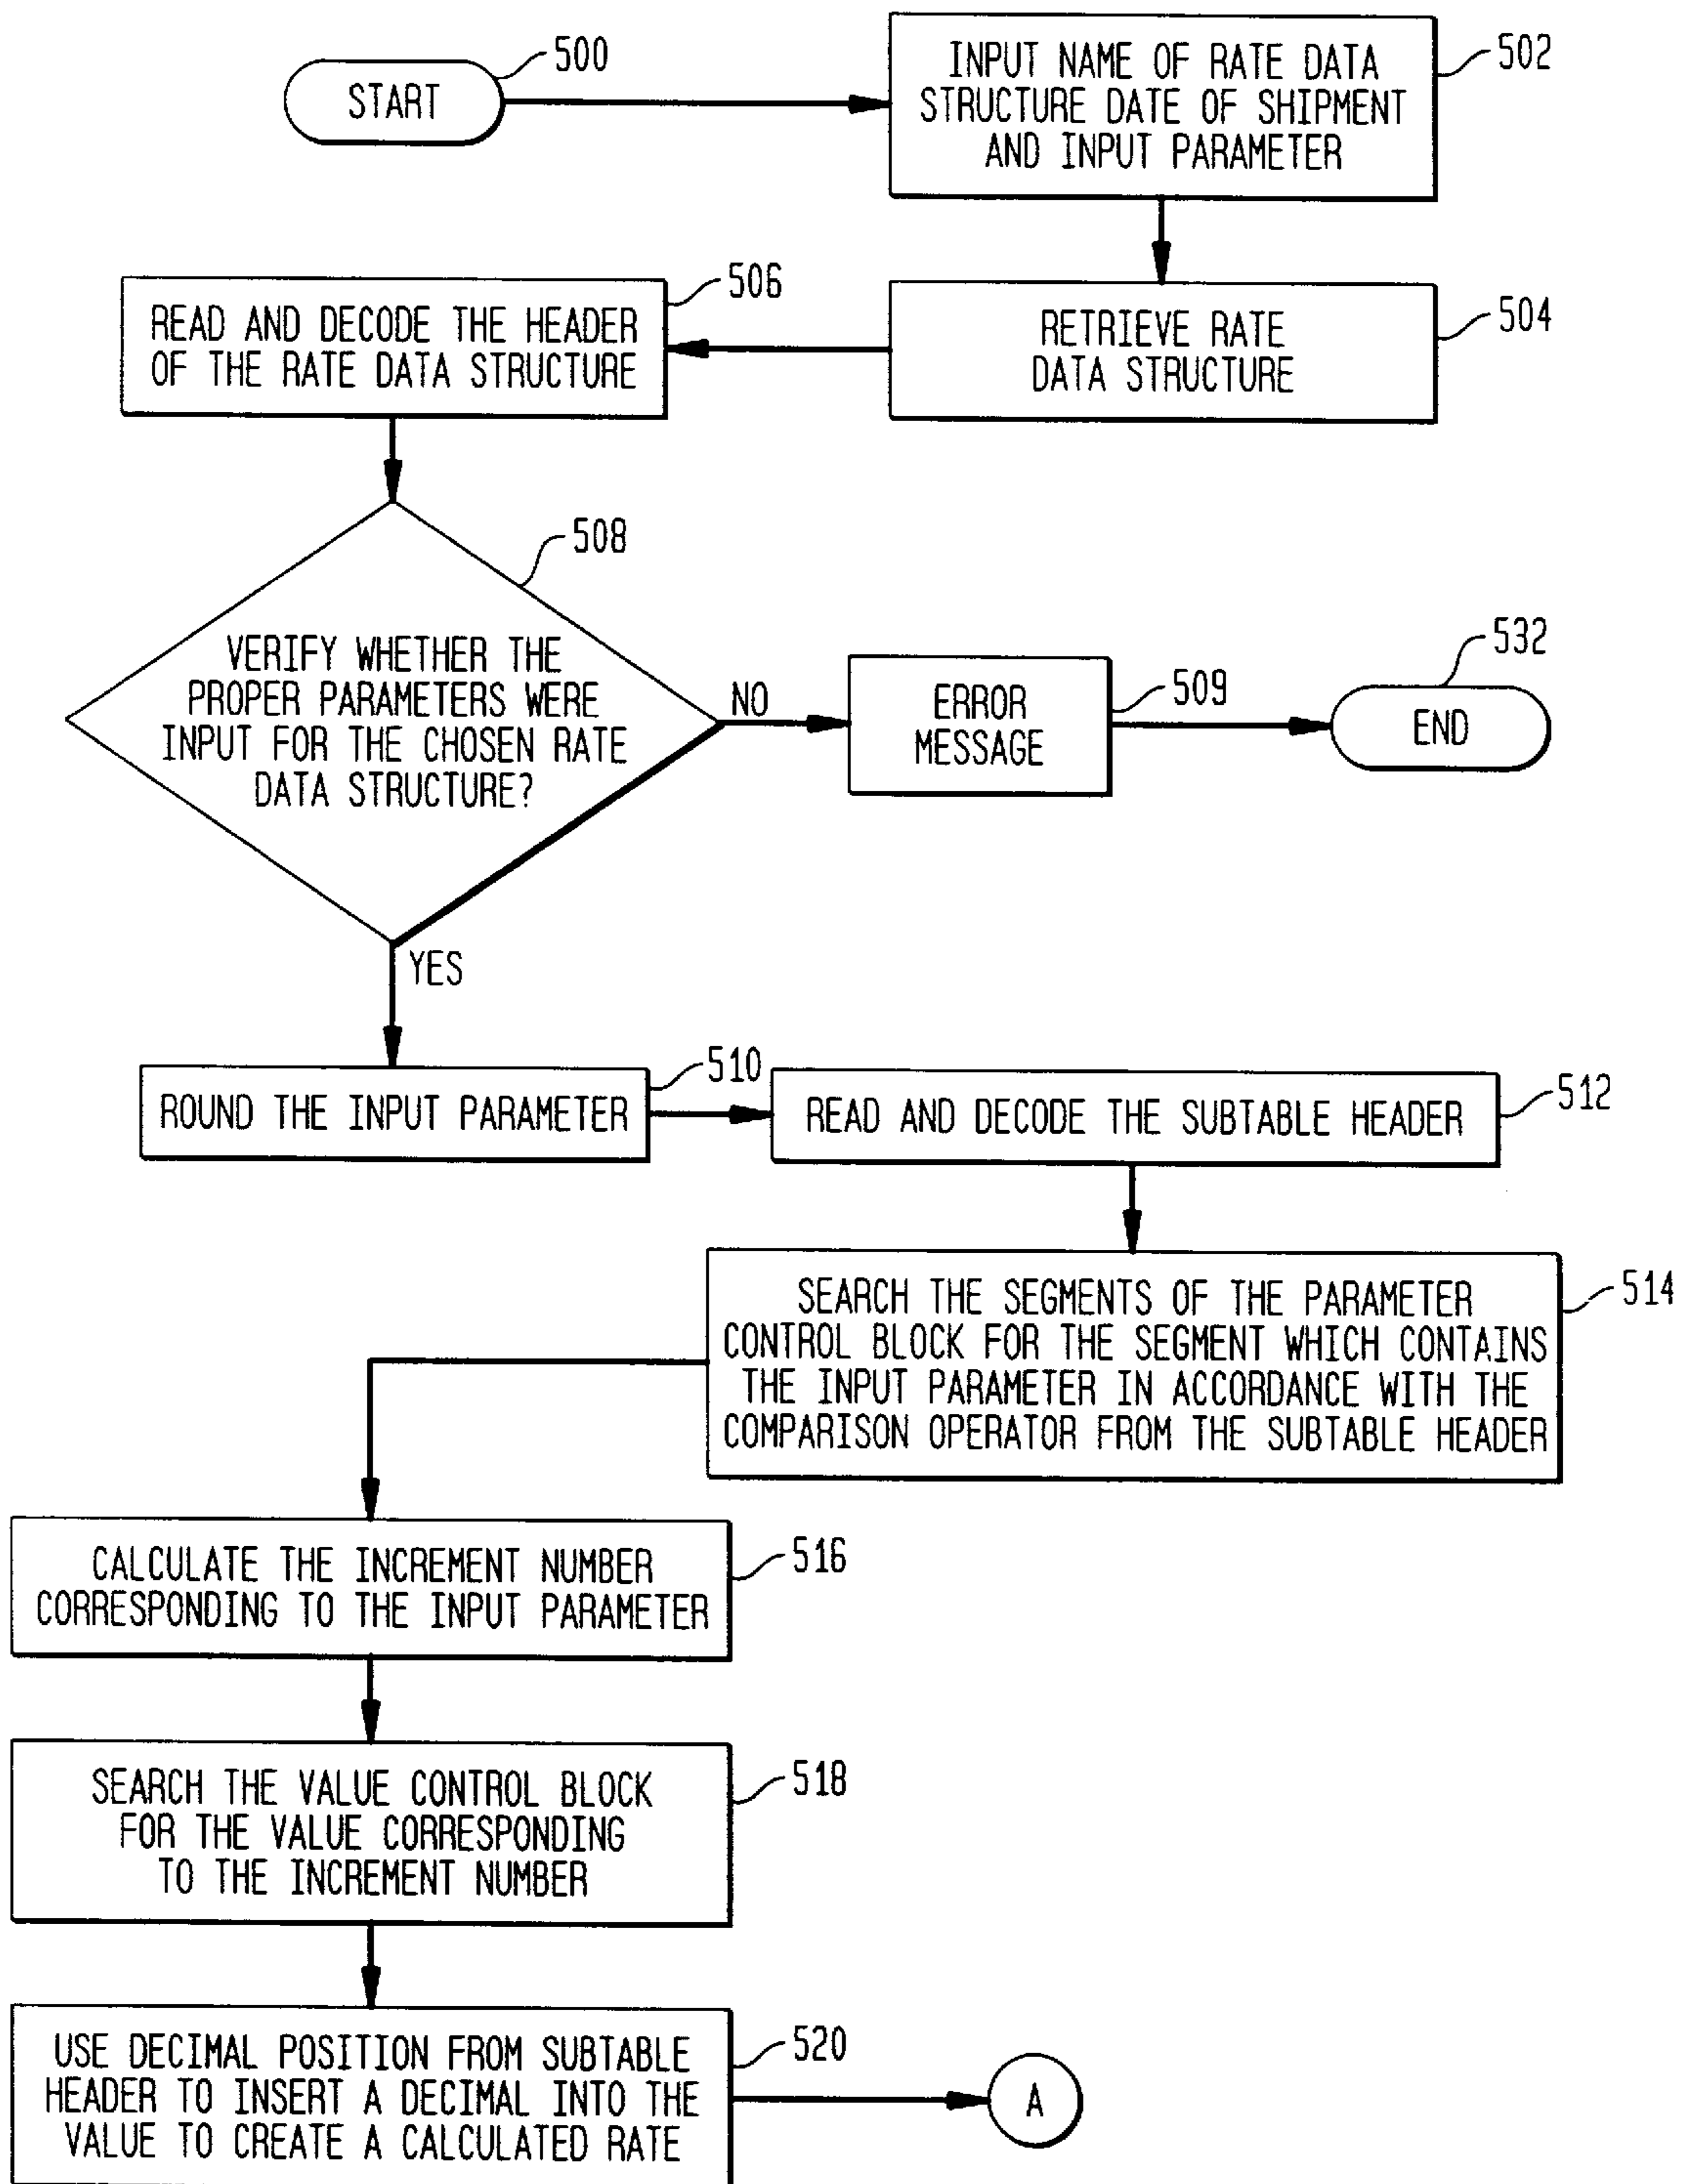 START
500
INPUT NAME OF RATE DATA
STRUCTURE DATE OF SHIPMENT
AND INPUT PARAMETER
502
RETRIEVE RATE
DATA STRUCTURE
504
READ AND DECODE THE HEADER
OF THE RATE DATA STRUCTURE
506
VERIFY WHETHER THE
PROPER PARAMETERS WERE
INPUT FOR THE CHOSEN RATE
DATA STRUCTURE?
508
NO
ERROR
MESSAGE
509
END
532
YES
ROUND THE INPUT PARAMETER
510
READ AND DECODE THE SUBTABLE HEADER
512
SEARCH THE SEGMENTS OF THE PARAMETER
CONTROL BLOCK FOR THE SEGMENT WHICH CONTAINS
THE INPUT PARAMETER IN ACCORDANCE WITH THE
COMPARISON OPERATOR FROM THE SUBTABLE HEADER
514
CALCULATE THE INCREMENT NUMBER
CORRESPONDING TO THE INPUT PARAMETER
516
SEARCH THE VALUE CONTROL BLOCK
FOR THE VALUE CORRESPONDING
TO THE INCREMENT NUMBER
518
USE DECIMAL POSITION FROM SUBTABLE
HEADER TO INSERT A DECIMAL INTO THE
VALUE TO CREATE A CALCULATED RATE
520
A